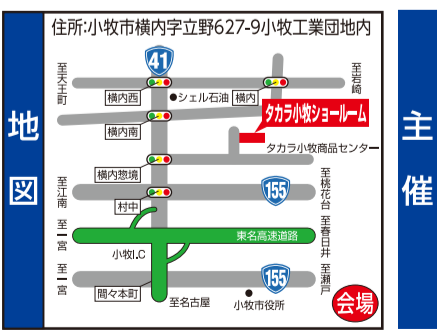 地図
住所:小牧市横内字立野627-9小牧工業団地内
41
至天王町
至岩崎
横内西
シェル石油
横内
タカラ小牧ショールーム
横内南
タカラ小牧商品センター
横内惣境
至江南
155
至桃花台
村中
至一宮
東名高速道路
至春日井
小牧I.C
至一宮
155
至瀬戸
間々本町
至名古屋
小牧市役所
会場
主催